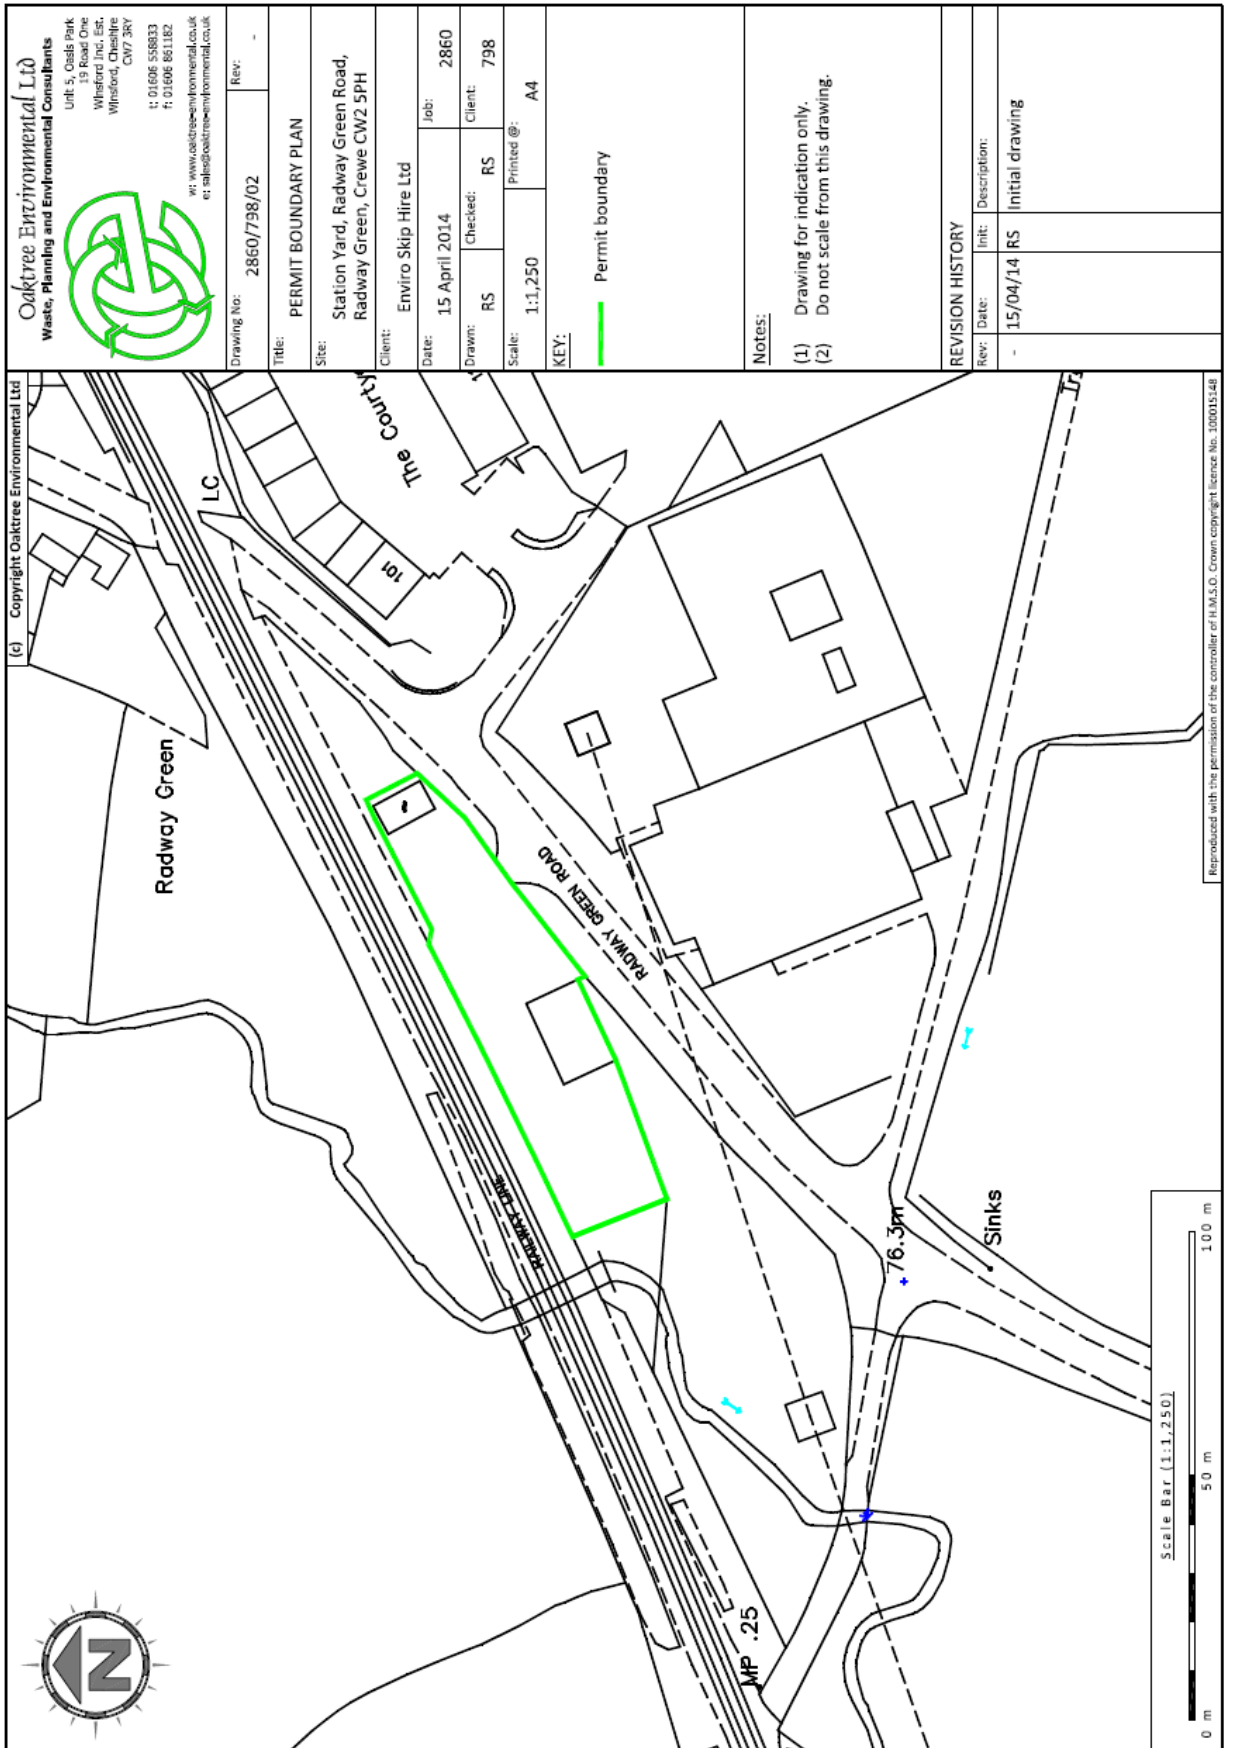 (c) Copyright Oaktree Environmental Ltd
Oaktree Environmental Ltd
Waste, Planning and Environmental Consultants
Unit 5, Oasis Park
19 Road One
Winsford Ind. Est.
Winsford, Cheshire
CW7 3RY
t: 01606 558833
f: 01606 861182
w: www.oaktree-environmental.co.uk
e: sales@oaktree-environmental.co.uk
Drawing No: 2860/798/02 Rev: -
Title: PERMIT BOUNDARY PLAN
Site: Station Yard, Radway Green Road,
Radway Green, Crewe CW2 5PH
Client: Enviro Skip Hire Ltd
Date: 15 April 2014 Job: 2860
Drawn: RS Checked: RS Client: 798
Scale: 1:1,250 Printed @: A4
KEY:
Permit boundary
Notes:
(1) Drawing for indication only.
(2) Do not scale from this drawing.
REVISION HISTORY
Rev: Date: Init: Description:
- 15/04/14 RS Initial drawing
N
Radway Green
LC
The Courty
101
RADWAY GREEN ROAD
RAILWAY LINE
76.3m
Sinks
MP .25
Tra
Scale Bar (1:1,250)
0 m 50 m 100 m
Reproduced with the permission of the controller of H.M.S.O. Crown copyright licence No. 100015148